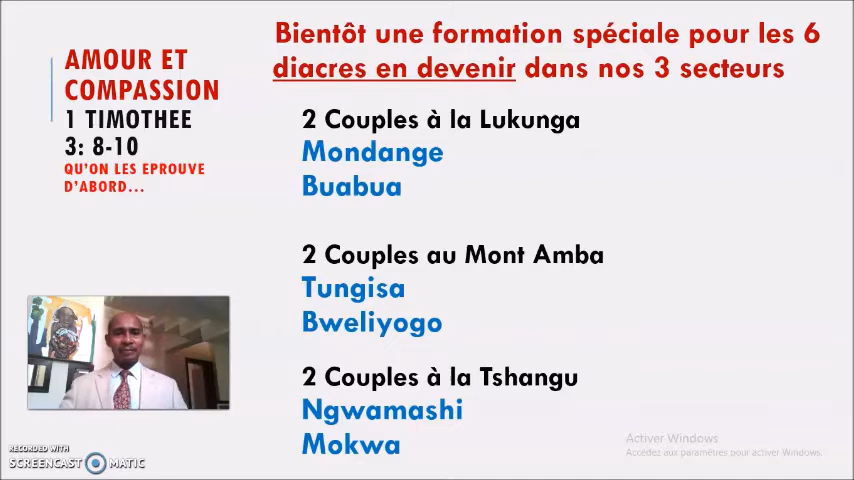 AMOUR ET
COMPASSION
1 TIMOTHEE
3: 8-10
QU'ON LES EPROUVE
D'ABORD...
Bientôt une formation spéciale pour les 6
diacres en devenir dans nos 3 secteurs
2 Couples à la Lukunga
Mondange
Buabua
2 Couples au Mont Amba
Tungisa
Bweliyogo
2 Couples à la Tshangu
Ngwamashi
Mokwa
RECORDED WITH
SCREENCAST MATIC
Activer Windows
Accédez aux paramètres pour activer Windows.